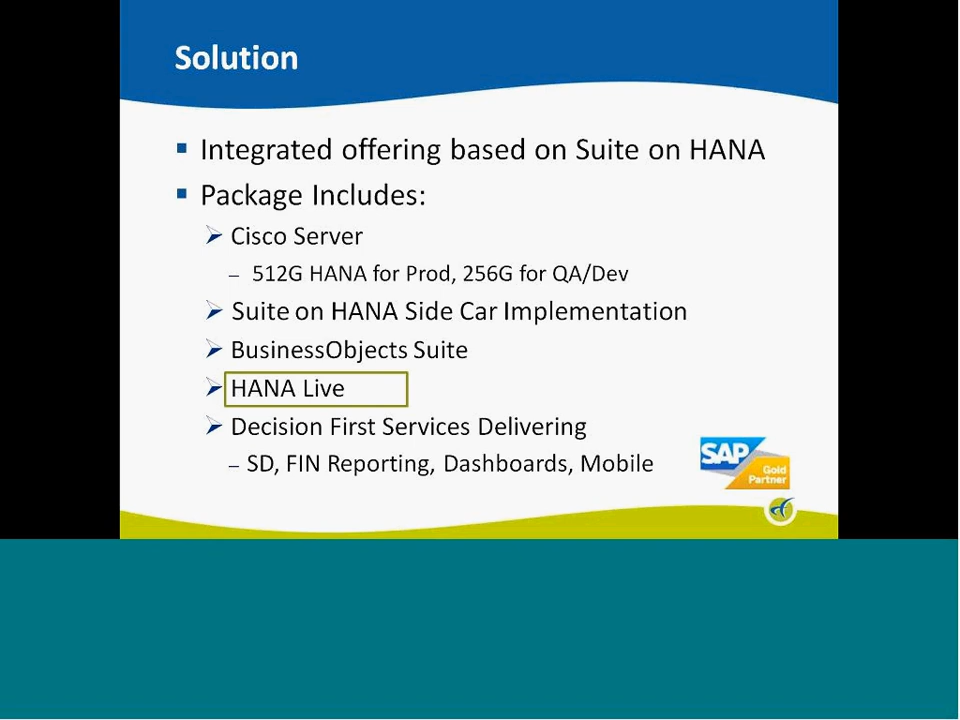 Solution
Integrated offering based on Suite on HANA
Package Includes:
Cisco Server
– 512G HANA for Prod, 256G for QA/Dev
Suite on HANA Side Car Implementation
BusinessObjects Suite
HANA Live
Decision First Services Delivering
– SD, FIN Reporting, Dashboards, Mobile
SAP
Gold
Partner